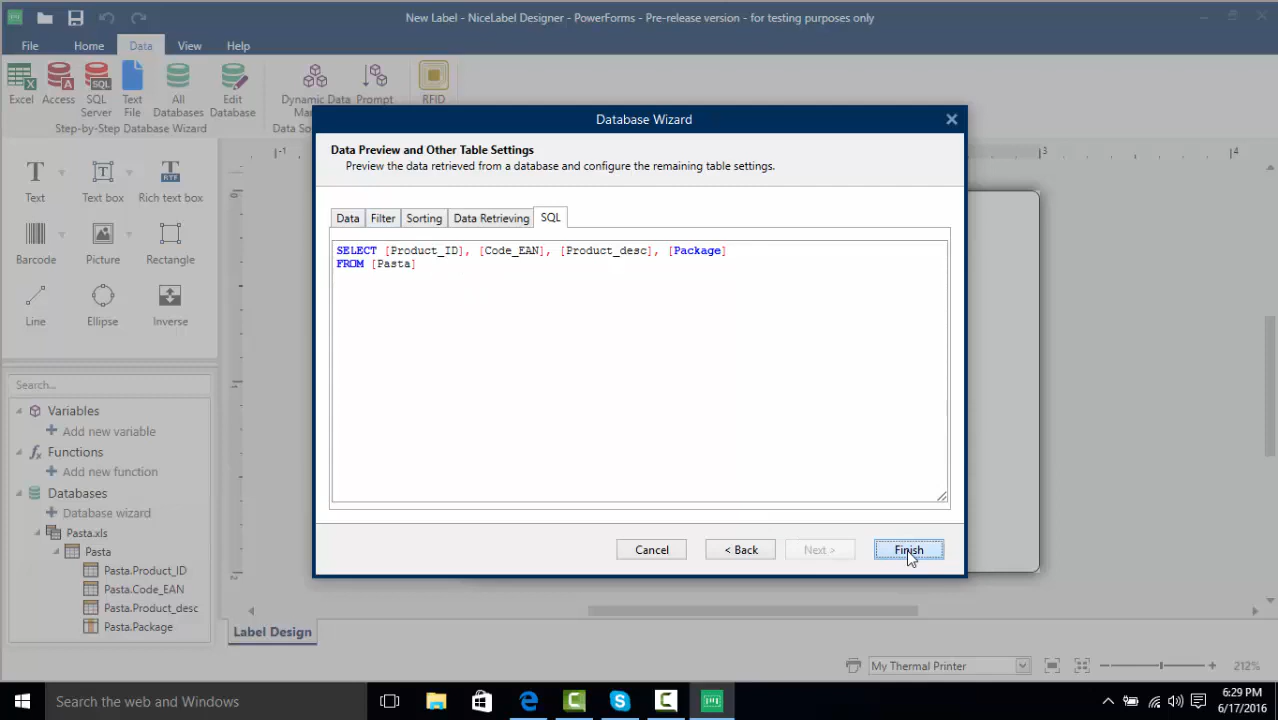 New Label - NiceLabel Designer - PowerForms - Pre-release version - for testing purposes only
File Home Data View Help
Excel Access SQL Server Text File All Databases Edit Database Dynamic Data Prompt RFID
Step-by-Step Database Wizard
Text Text box Rich text box
Barcode Picture Rectangle
Line Ellipse Inverse
Search...
Variables
Add new variable
Functions
Add new function
Databases
Database wizard
Pasta.xls
Pasta
Pasta.Product_ID
Pasta.Code_EAN
Pasta.Product_desc
Pasta.Package
Database Wizard
Data Preview and Other Table Settings
Preview the data retrieved from a database and configure the remaining table settings.
Data Filter Sorting Data Retrieving SQL
SELECT [Product_ID], [Code_EAN], [Product_desc], [Package]
FROM [Pasta]
Cancel < Back Next > Finish
Label Design
My Thermal Printer 212%
Search the web and Windows
6:29 PM
6/17/2016